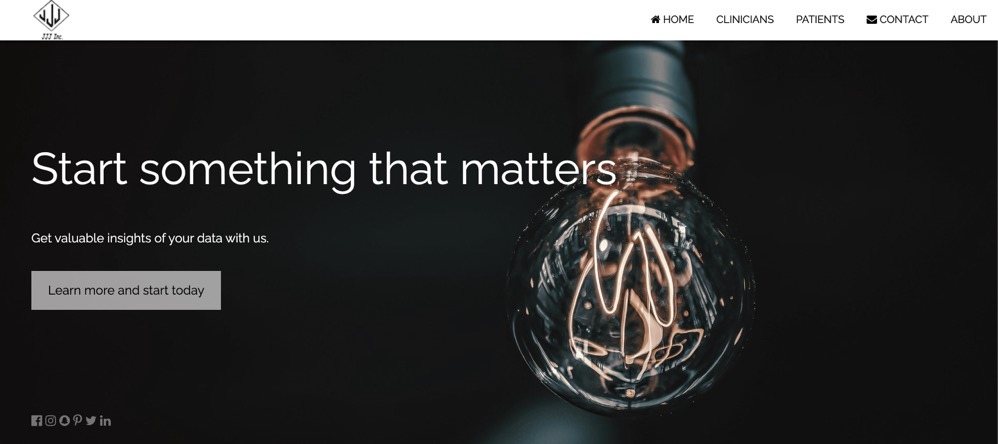 JJJ
JJJ Inc.
HOME CLINICIANS PATIENTS CONTACT ABOUT
Start something that matters
Get valuable insights of your data with us.
Learn more and start today